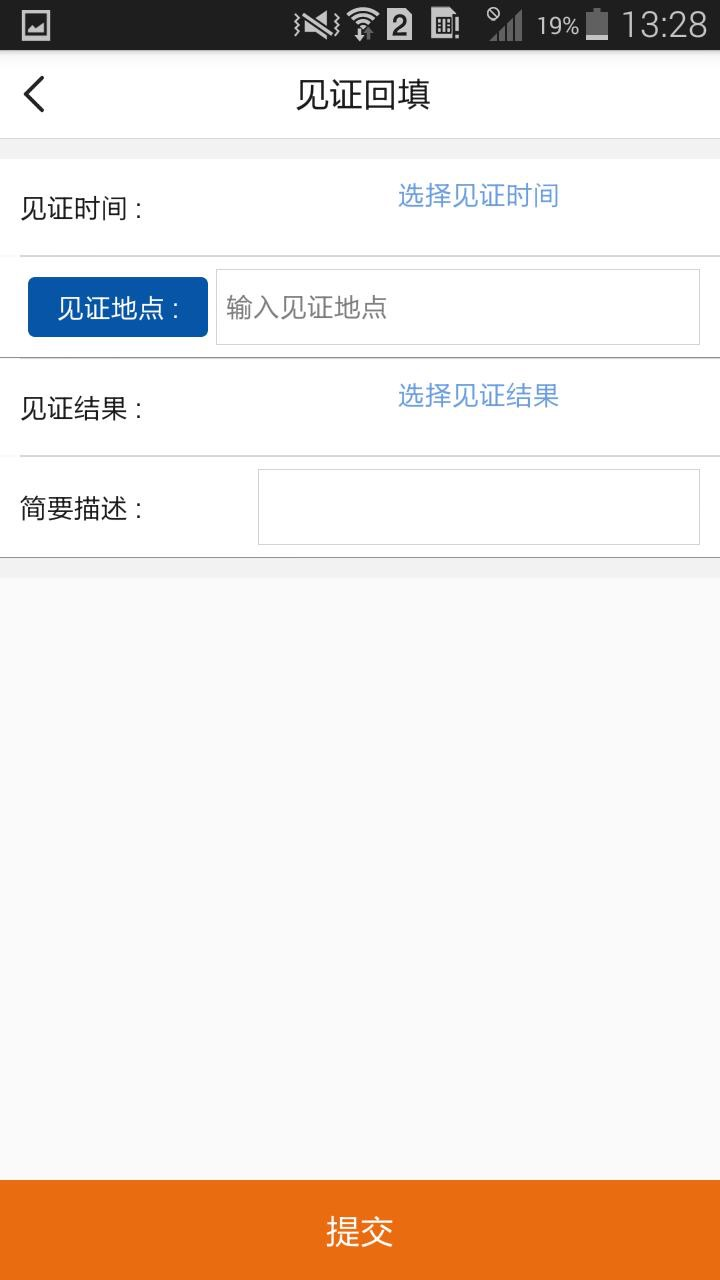 2 19% 13:28
见证回填
见证时间 : 选择见证时间
见证地点 : 输入见证地点
见证结果 : 选择见证结果
简要描述 :
提交